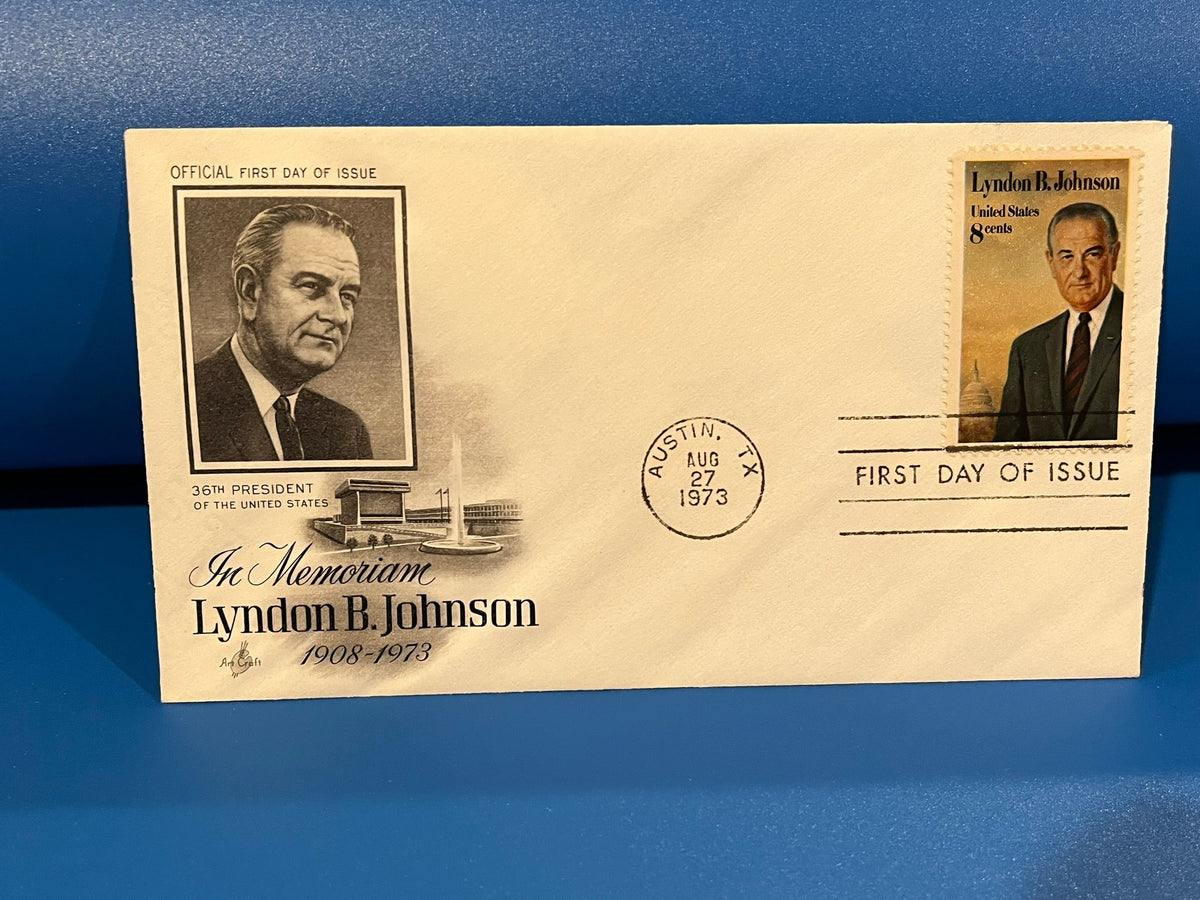 OFFICIAL FIRST DAY OF ISSUE
36TH PRESIDENT
OF THE UNITED STATES
In Memoriam
Lyndon B. Johnson
1908-1973
Art Craft
AUSTIN, TX
AUG
27
1973
Lyndon B. Johnson
United States
8 cents
FIRST DAY OF ISSUE